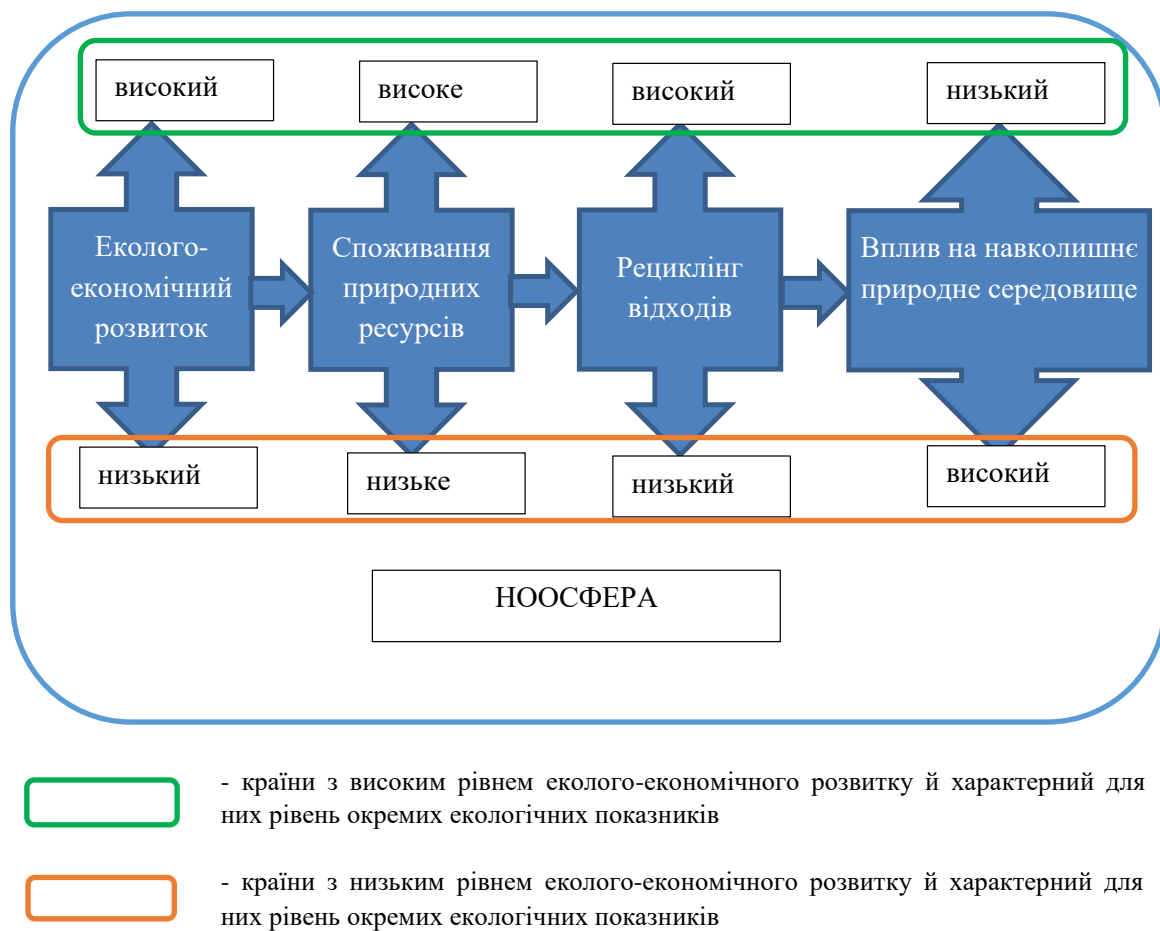 високий
високе
високий
низький
Еколого-
економічний
розвиток
Споживання
природних
ресурсів
Рециклінг
відходів
Вплив на навколишнє
природне середовище
низький
низьке
низький
високий
НООСФЕРА
- країни з високим рівнем еколого-економічного розвитку й характерний для
них рівень окремих екологічних показників
- країни з низьким рівнем еколого-економічного розвитку й характерний для
них рівень окремих екологічних показників